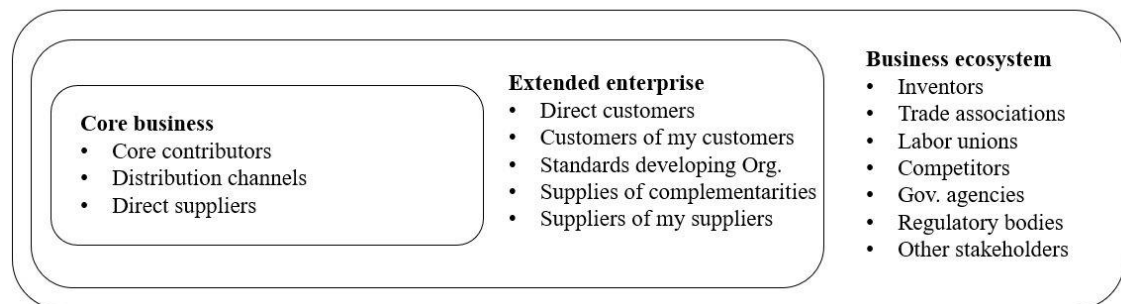 Core business
• Core contributors
• Distribution channels
• Direct suppliers
Extended enterprise
• Direct customers
• Customers of my customers
• Standards developing Org.
• Supplies of complementarities
• Suppliers of my suppliers
Business ecosystem
• Inventors
• Trade associations
• Labor unions
• Competitors
• Gov. agencies
• Regulatory bodies
• Other stakeholders